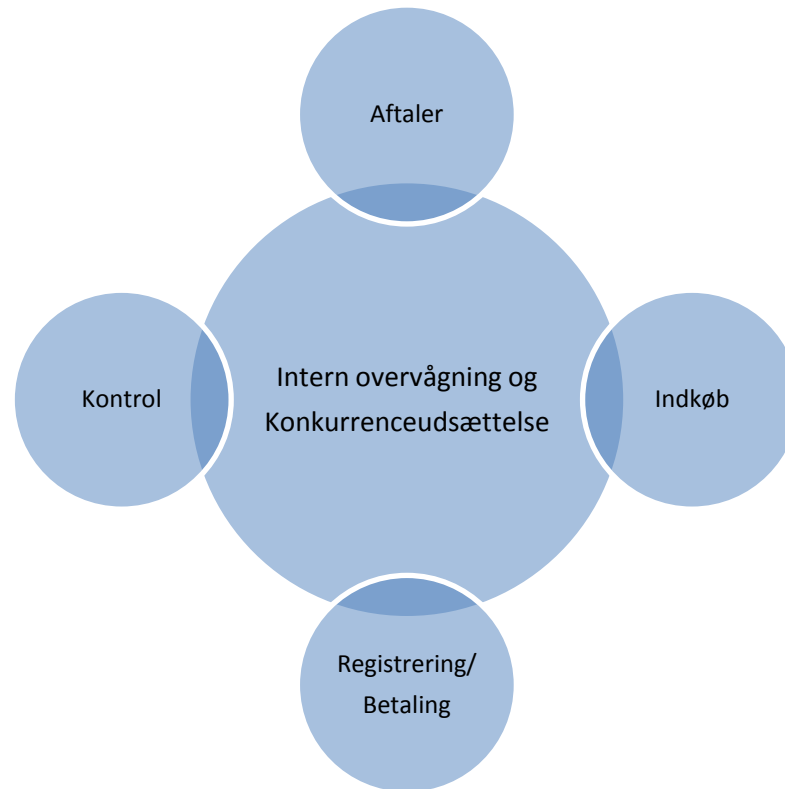 Aftaler
Kontrol
Intern overvågning og
Konkurrenceudsættelse
Indkøb
Registrering/
Betaling